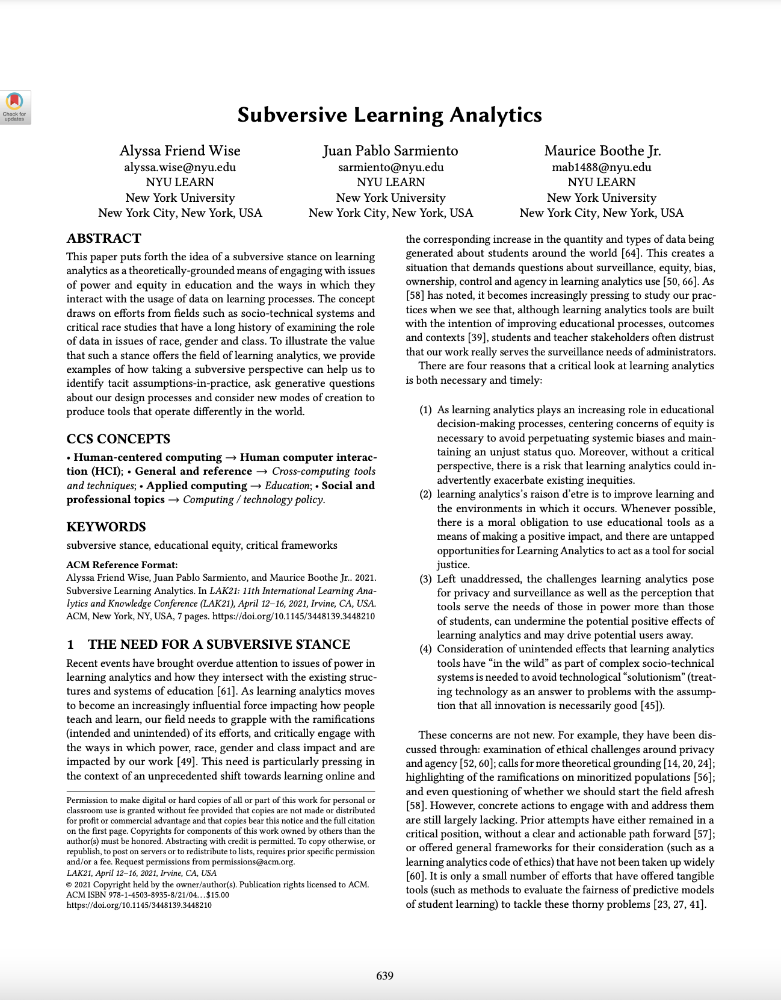 Check for
updates
Subversive Learning Analytics
Alyssa Friend Wise
alyssa.wise@nyu.edu
NYU LEARN
New York University
New York City, New York, USA
Juan Pablo Sarmiento
sarmiento@nyu.edu
NYU LEARN
New York University
New York City, New York, USA
Maurice Boothe Jr.
mab1488@nyu.edu
NYU LEARN
New York University
New York City, New York, USA
ABSTRACT
This paper puts forth the idea of a subversive stance on learning
analytics as a theoretically-grounded means of engaging with issues
of power and equity in education and the ways in which they
interact with the usage of data on learning processes. The concept
draws on efforts from fields such as socio-technical systems and
critical race studies that have a long history of examining the role
of data in issues of race, gender and class. To illustrate the value
that such a stance offers the field of learning analytics, we provide
examples of how taking a subversive perspective can help us to
identify tacit assumptions-in-practice, ask generative questions
about our design processes and consider new modes of creation to
produce tools that operate differently in the world.
CCS CONCEPTS
• Human-centered computing → Human computer interac-
tion (HCI); • General and reference → Cross-computing tools
and techniques; • Applied computing → Education; • Social and
professional topics → Computing / technology policy.
KEYWORDS
subversive stance, educational equity, critical frameworks
ACM Reference Format:
Alyssa Friend Wise, Juan Pablo Sarmiento, and Maurice Boothe Jr.. 2021.
Subversive Learning Analytics. In LAK21: 11th International Learning Ana-
lytics and Knowledge Conference (LAK21), April 12–16, 2021, Irvine, CA, USA.
ACM, New York, NY, USA, 7 pages. https://doi.org/10.1145/3448139.3448210
1 THE NEED FOR A SUBVERSIVE STANCE
Recent events have brought overdue attention to issues of power in
learning analytics and how they intersect with the existing struc-
tures and systems of education [61]. As learning analytics moves
to become an increasingly influential force impacting how people
teach and learn, our field needs to grapple with the ramifications
(intended and unintended) of its efforts, and critically engage with
the ways in which power, race, gender and class impact and are
impacted by our work [49]. This need is particularly pressing in
the context of an unprecedented shift towards learning online and
Permission to make digital or hard copies of all or part of this work for personal or
classroom use is granted without fee provided that copies are not made or distributed
for profit or commercial advantage and that copies bear this notice and the full citation
on the first page. Copyrights for components of this work owned by others than the
author(s) must be honored. Abstracting with credit is permitted. To copy otherwise, or
republish, to post on servers or to redistribute to lists, requires prior specific permission
and/or a fee. Request permissions from permissions@acm.org.
LAK21, April 12–16, 2021, Irvine, CA, USA
© 2021 Copyright held by the owner/author(s). Publication rights licensed to ACM.
ACM ISBN 978-1-4503-8935-8/21/04...$15.00
https://doi.org/10.1145/3448139.3448210
the corresponding increase in the quantity and types of data being
generated about students around the world [64]. This creates a
situation that demands questions about surveillance, equity, bias,
ownership, control and agency in learning analytics use [50, 66]. As
[58] has noted, it becomes increasingly pressing to study our prac-
tices when we see that, although learning analytics tools are built
with the intention of improving educational processes, outcomes
and contexts [39], students and teacher stakeholders often distrust
that our work really serves the surveillance needs of administrators.
There are four reasons that a critical look at learning analytics
is both necessary and timely:
(1) As learning analytics plays an increasing role in educational
decision-making processes, centering concerns of equity is
necessary to avoid perpetuating systemic biases and main-
taining an unjust status quo. Moreover, without a critical
perspective, there is a risk that learning analytics could in-
advertently exacerbate existing inequities.
(2) learning analytics's raison d'etre is to improve learning and
the environments in which it occurs. Whenever possible,
there is a moral obligation to use educational tools as a
means of making a positive impact, and there are untapped
opportunities for Learning Analytics to act as a tool for social
justice.
(3) Left unaddressed, the challenges learning analytics pose
for privacy and surveillance as well as the perception that
tools serve the needs of those in power more than those
of students, can undermine the potential positive effects of
learning analytics and may drive potential users away.
(4) Consideration of unintended effects that learning analytics
tools have “in the wild” as part of complex socio-technical
systems is needed to avoid technological “solutionism” (treat-
ing technology as an answer to problems with the assump-
tion that all innovation is necessarily good [45]).
These concerns are not new. For example, they have been dis-
cussed through: examination of ethical challenges around privacy
and agency [52, 60]; calls for more theoretical grounding [14, 20, 24];
highlighting of the ramifications on minoritized populations [56];
and even questioning of whether we should start the field afresh
[58]. However, concrete actions to engage with and address them
are still largely lacking. Prior attempts have either remained in a
critical position, without a clear and actionable path forward [57];
or offered general frameworks for their consideration (such as a
learning analytics code of ethics) that have not been taken up widely
[60]. It is only a small number of efforts that have offered tangible
tools (such as methods to evaluate the fairness of predictive models
of student learning) to tackle these thorny problems [23, 27, 41].
639